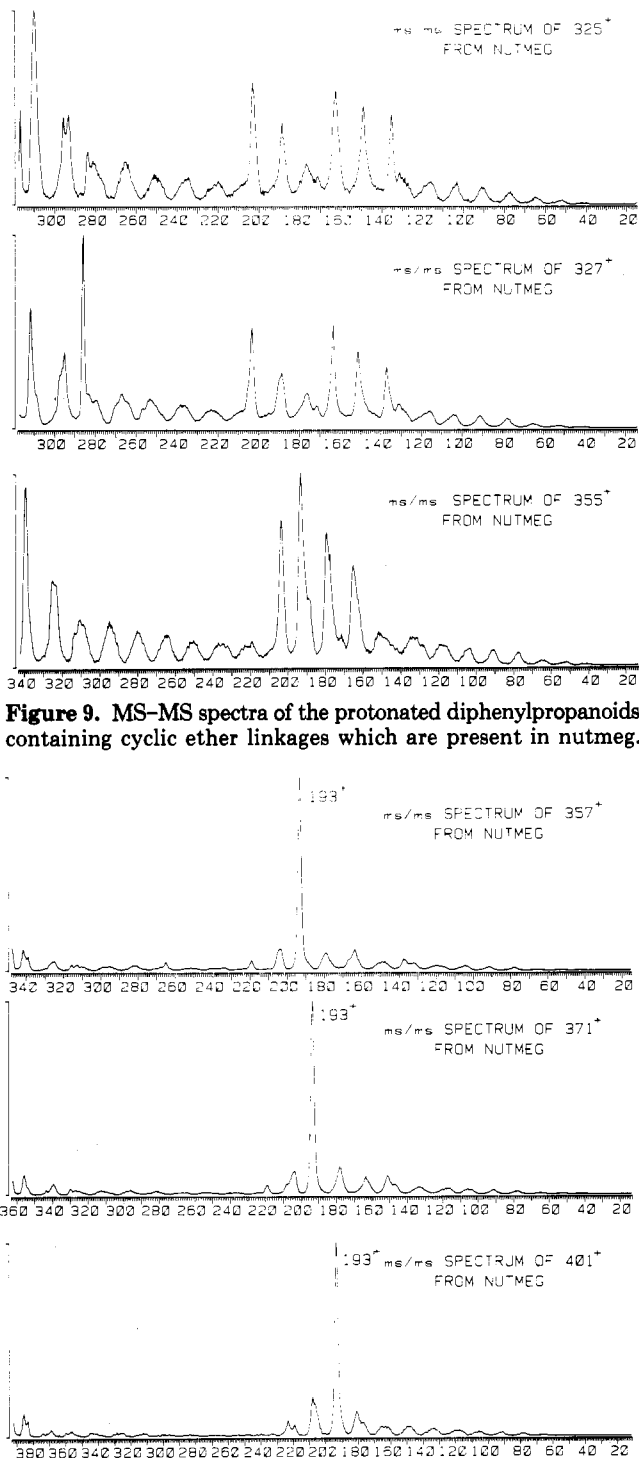 ms ms SPECTRUM OF 325⁺
FROM NUTMEG
300 280 260 240 220 200 180 160 140 120 100 80 60 40 20
ms/ms SPECTRUM OF 327⁺
FROM NUTMEG
300 280 260 240 220 200 180 160 140 120 100 80 60 40 20
ms/ms SPECTRUM OF 355⁺
FROM NUTMEG
340 320 300 280 260 240 220 200 180 160 140 120 100 80 60 40 20
Figure 9. MS–MS spectra of the protonated diphenylpropanoids
containing cyclic ether linkages which are present in nutmeg.
193⁺
ms/ms SPECTRUM OF 357⁺
FROM NUTMEG
340 320 300 280 260 240 220 200 180 160 140 120 100 80 60 40 20
193⁺
ms/ms SPECTRUM OF 371⁺
FROM NUTMEG
360 340 320 300 280 260 240 220 200 180 160 140 120 100 80 60 40 20
193⁺ ms/ms SPECTRUM OF 401⁺
FROM NUTMEG
380 360 340 320 300 280 260 240 220 200 180 160 140 120 100 80 60 40 20